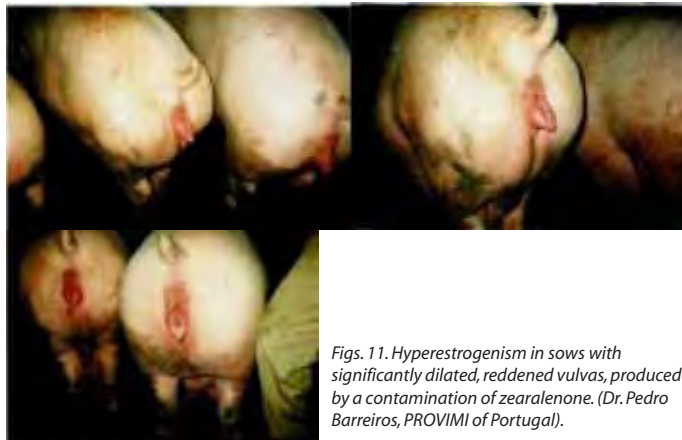 Figs. 11. Hyperestrogenism in sows with
significantly dilated, reddened vulvas, produced
by a contamination of zearalenone. (Dr. Pedro
Barreiros, PROVIMI of Portugal).